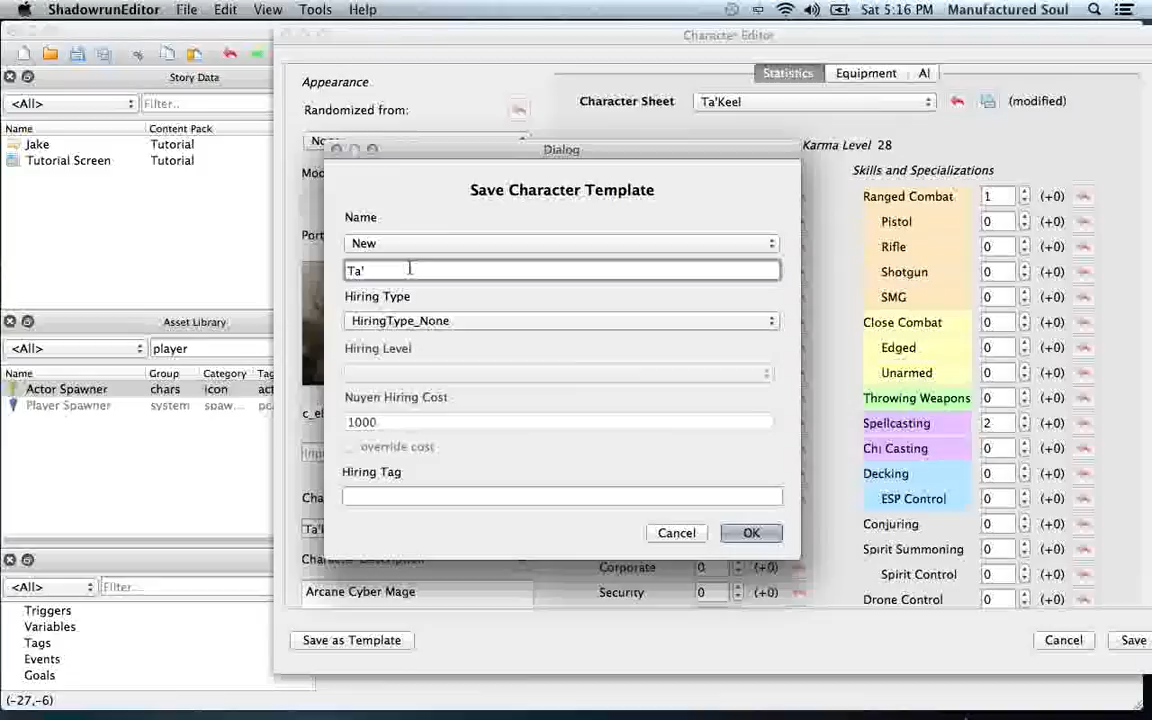 ShadowrunEditor File Edit View Tools Help Sat 5:16 PM Manufactured Soul
Character Editor
Story Data
<All> Filter..
Name Content Pack
Jake Tutorial
Tutorial Screen Tutorial
Asset Library
<All> player
Name Group Category Tag
Actor Spawner chars icon act
Player Spawner system spaw... pc
<All> Filter...
Triggers
Variables
Tags
Events
Goals
(-27,-6)
Appearance
Randomized from:
Statistics Equipment AI
Character Sheet Ta'Keel (modified)
Karma Level 28
Skills and Specializations
Ranged Combat 1 (+0)
Pistol 0 (+0)
Rifle 0 (+0)
Shotgun 0 (+0)
SMG 0 (+0)
Close Combat 0 (+0)
Edged 0 (+0)
Unarmed 0 (+0)
Throwing Weapons 0 (+0)
Spellcasting 2 (+0)
Chi Casting 0 (+0)
Decking 0 (+0)
ESP Control 0 (+0)
Conjuring 0 (+0)
Spirit Summoning 0 (+0)
Spirit Control 0 (+0)
Drone Control 0 (+0)
Dialog
Save Character Template
Name
New
Ta'
Hiring Type
HiringType_None
Hiring Level
Nuyen Hiring Cost
1000
override cost
Hiring Tag
Cancel OK
Corporate 0 (+0)
Security 0 (+0)
Character Description
Arcane Cyber Mage
Save as Template Cancel Save